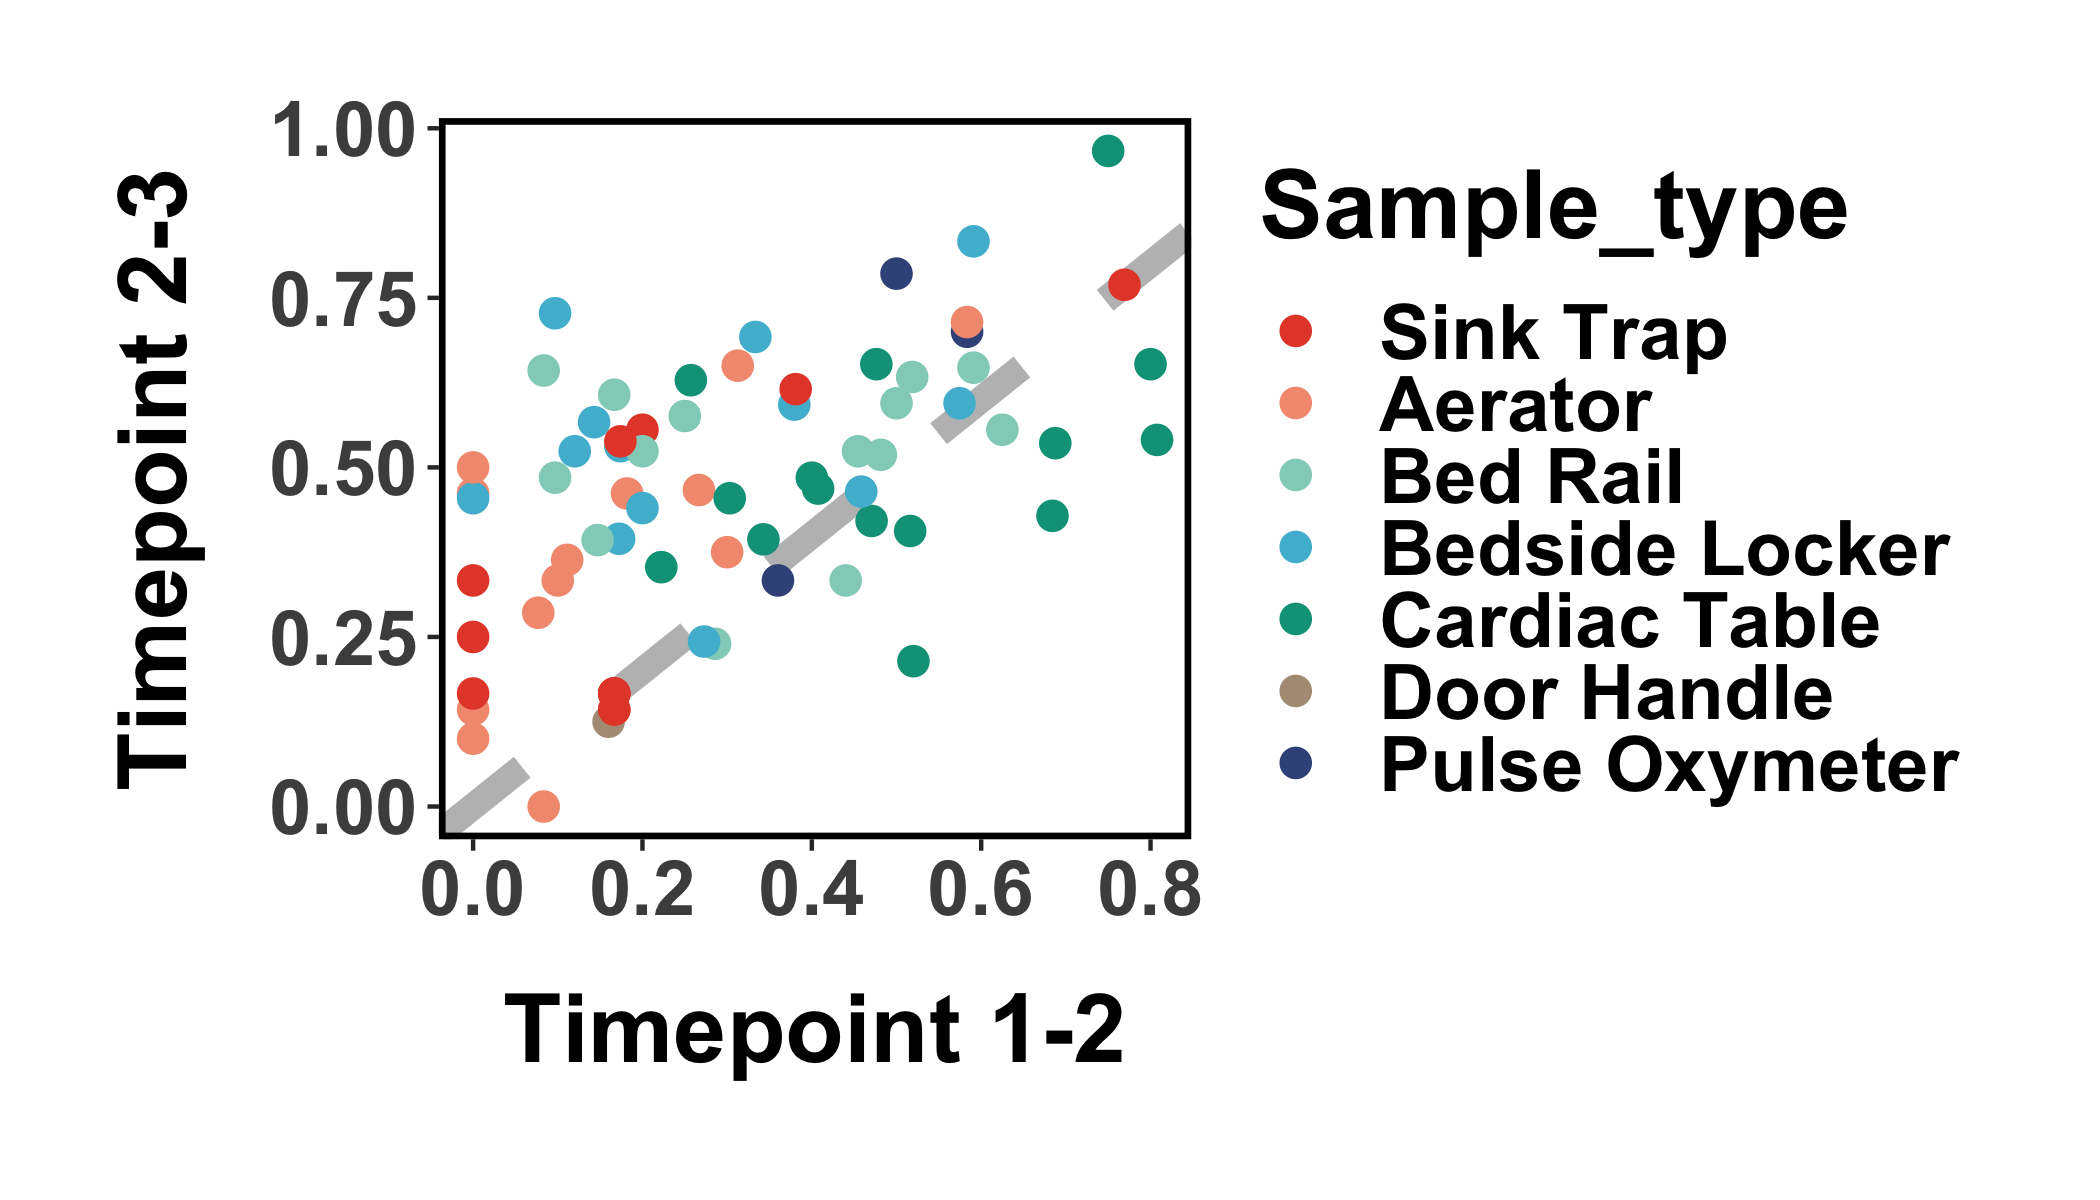 1.00
0.75
0.50
0.25
0.00
0.0 0.2 0.4 0.6 0.8
Timepoint 1-2
Timepoint 2-3
Sample_type
Sink Trap
Aerator
Bed Rail
Bedside Locker
Cardiac Table
Door Handle
Pulse Oxymeter